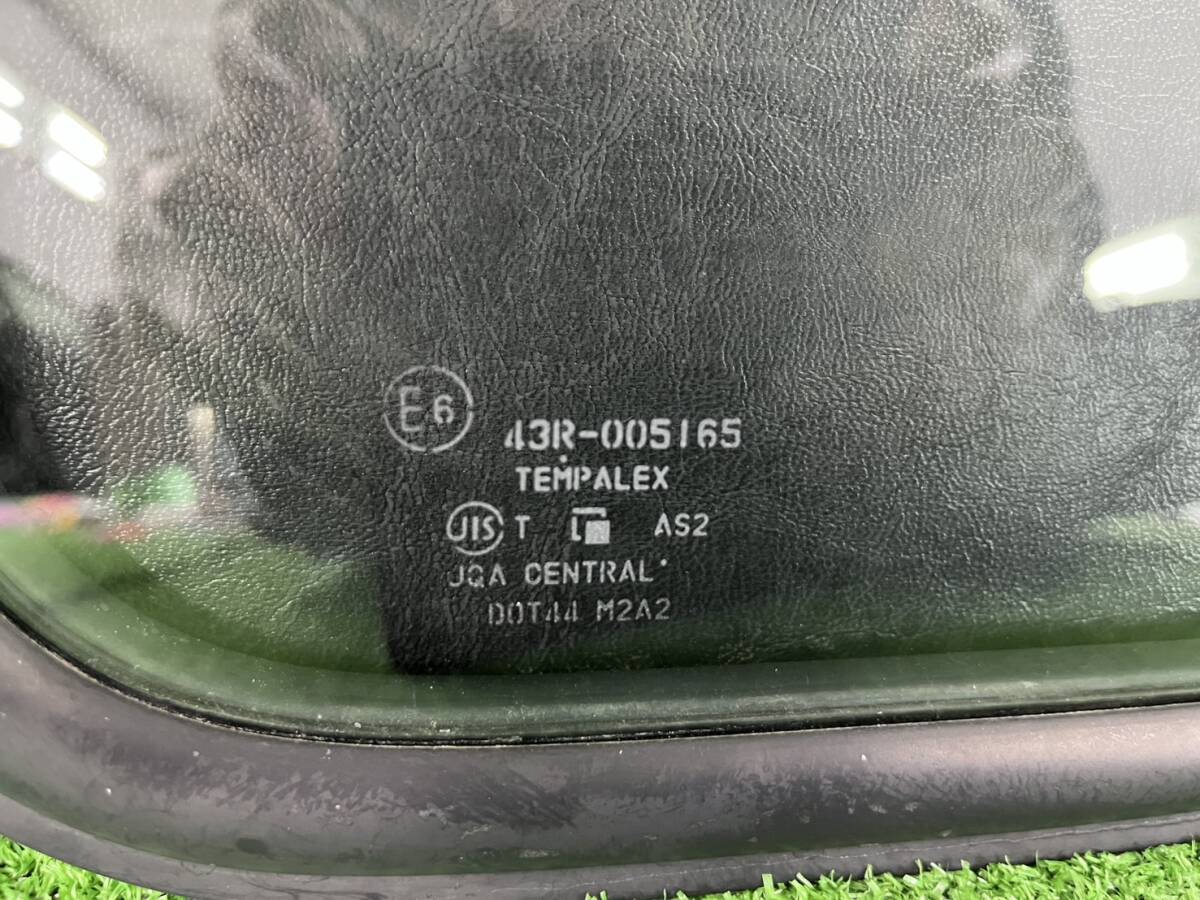 E6
43R-005165
TEMPALEX
JIS T AS2
JQA CENTRAL
DOT44 M2A2